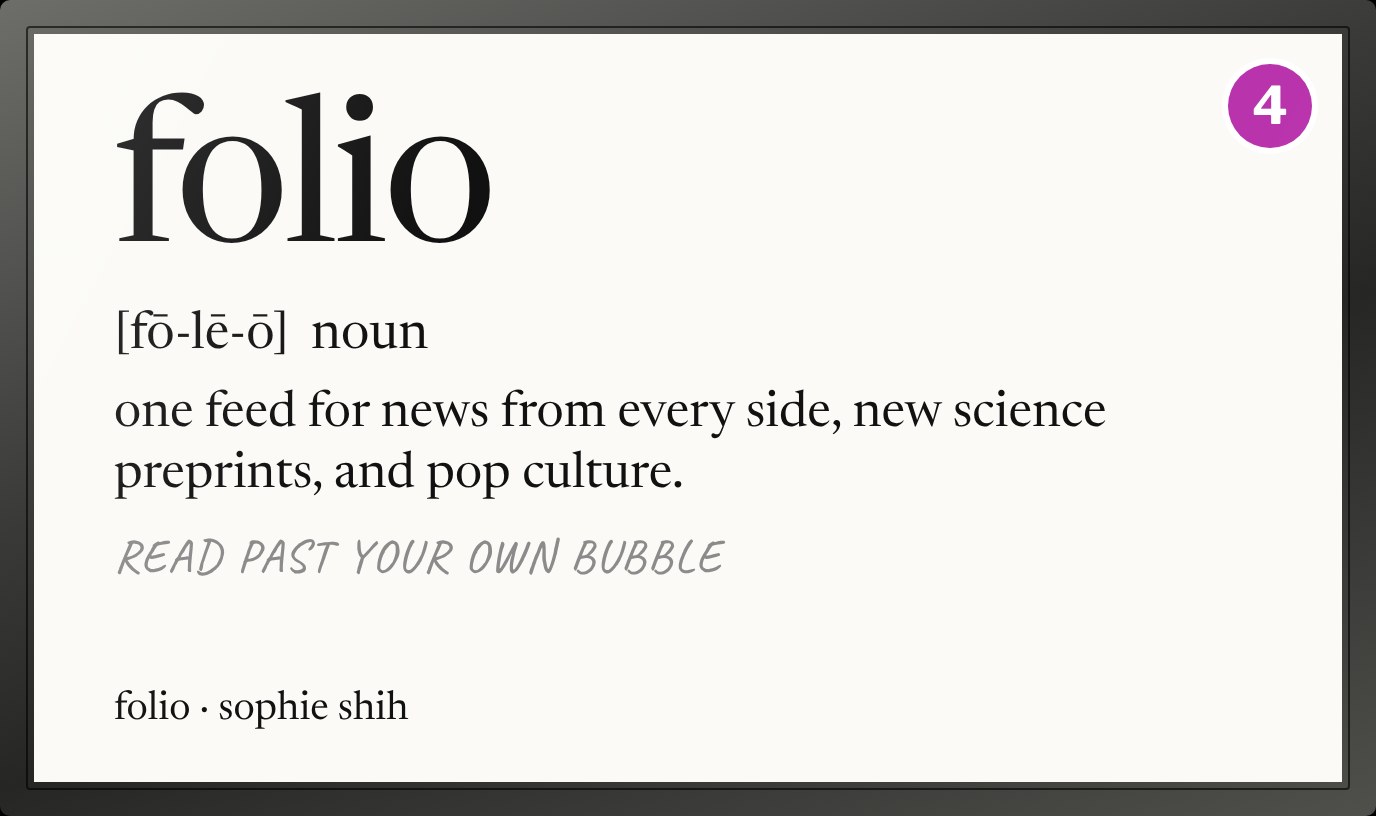 folio
4
[fō-lē-ō] noun
one feed for news from every side, new science
preprints, and pop culture.
READ PAST YOUR OWN BUBBLE
folio · sophie shih